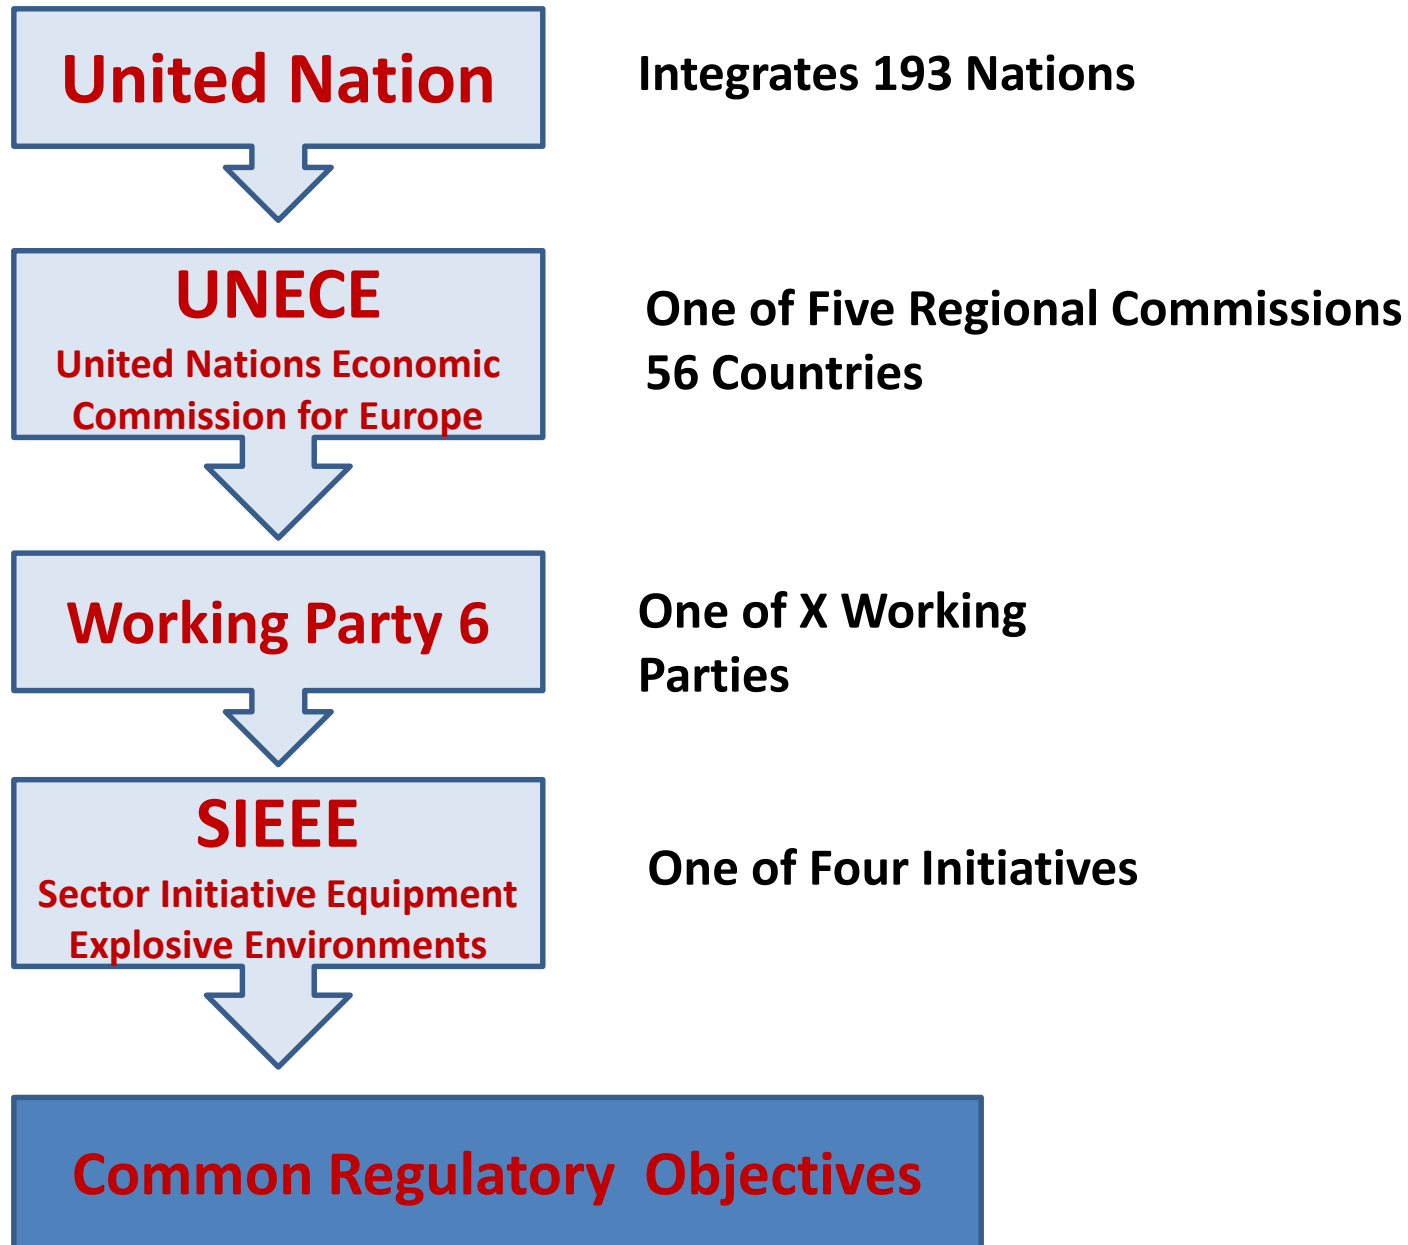 United Nation
Integrates 193 Nations
UNECE
United Nations Economic
Commission for Europe
One of Five Regional Commissions
56 Countries
Working Party 6
One of X Working
Parties
SIEEE
Sector Initiative Equipment
Explosive Environments
One of Four Initiatives
Common Regulatory  Objectives